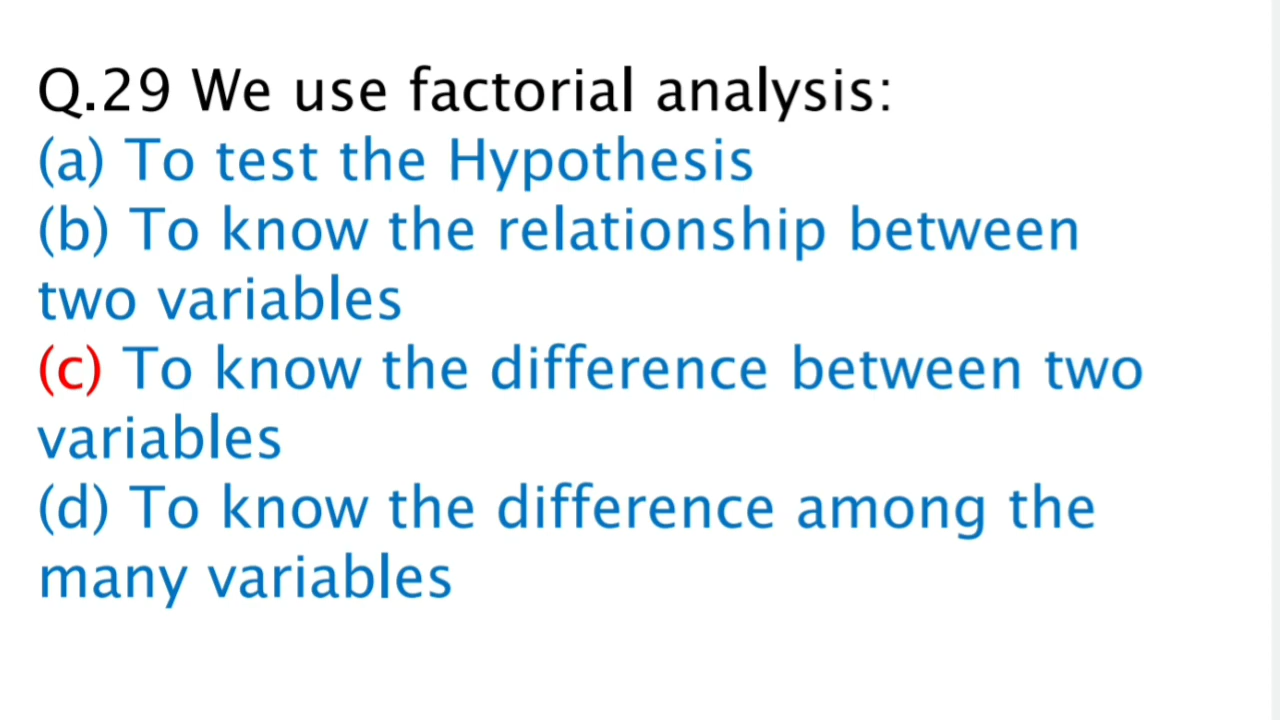 Q.29 We use factorial analysis:
(a) To test the Hypothesis
(b) To know the relationship between
two variables
(c) To know the difference between two
variables
(d) To know the difference among the
many variables